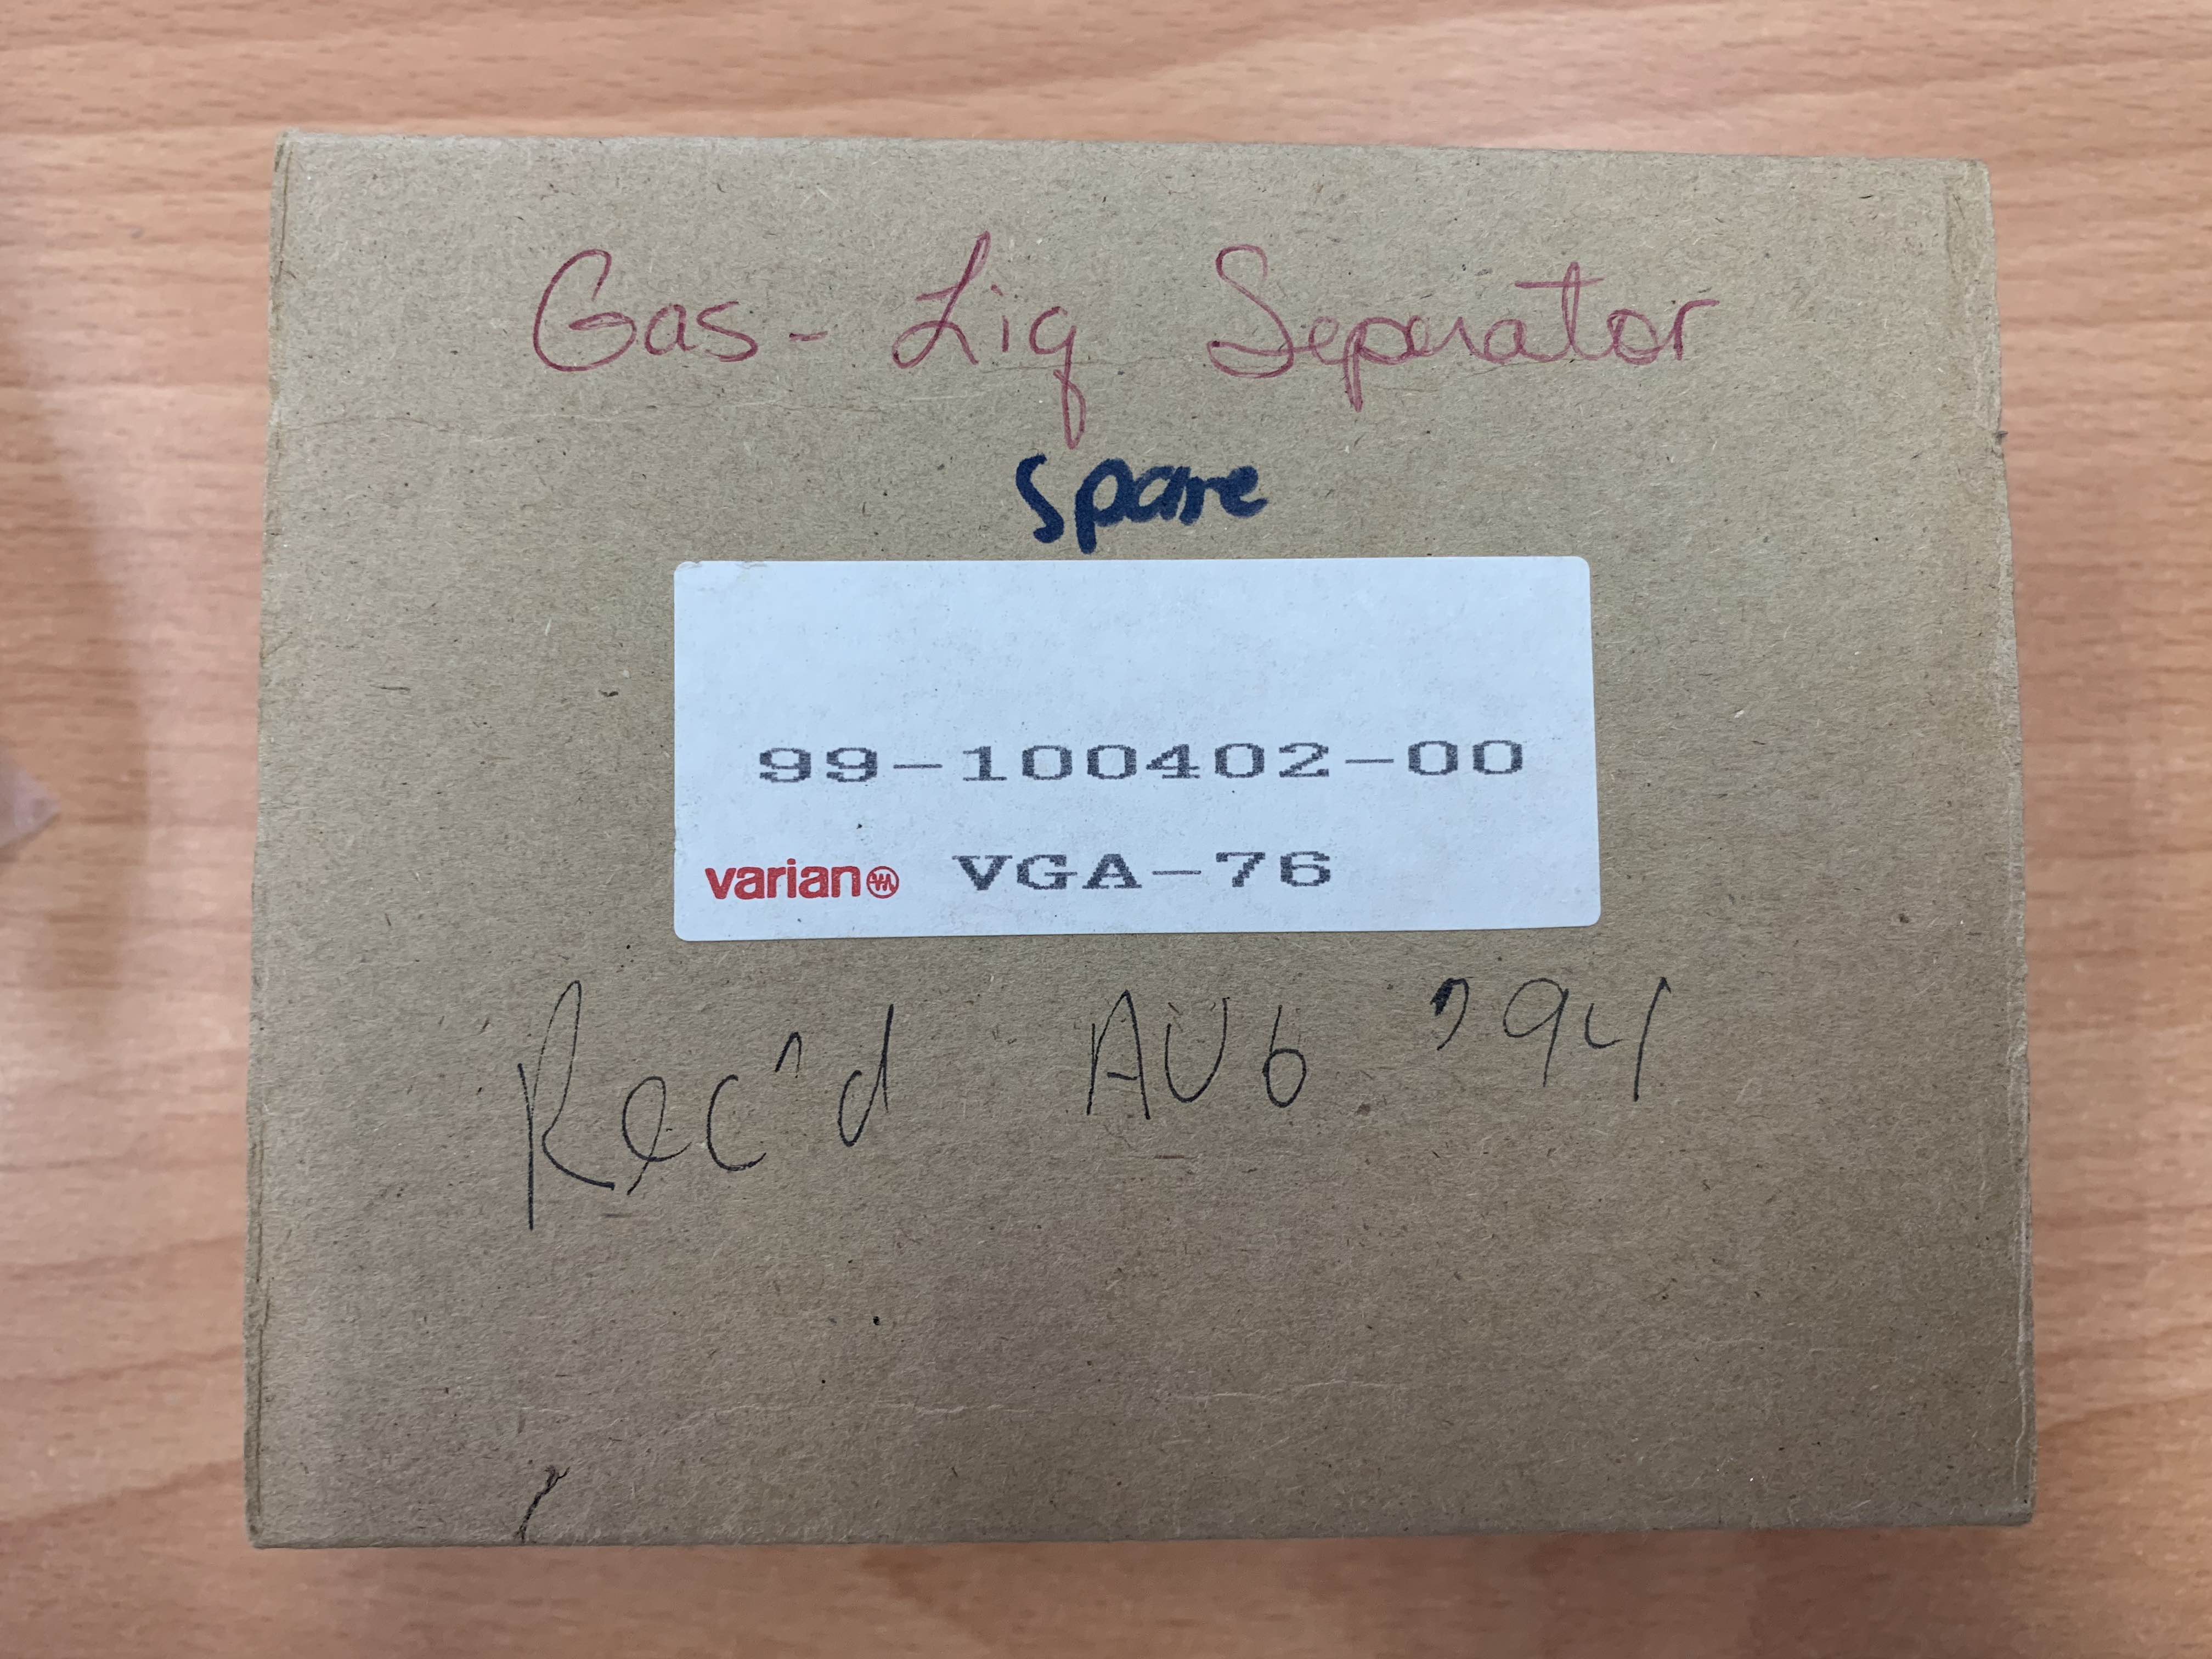 Gas-Liq Separator
Spare
99-100402-00
varian VGA-76
Rec'd AUG '94